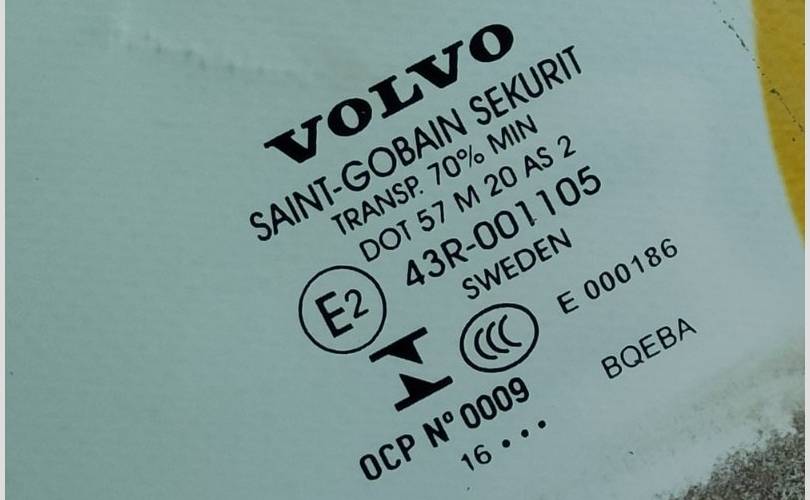 VOLVO
SAINT-GOBAIN SEKURIT
TRANSP. 70% MIN
DOT 57 M 20 AS 2
43R-001105
E2
SWEDEN
E 000186
CCC
BQEBA
OCP Nº 0009
16 •••